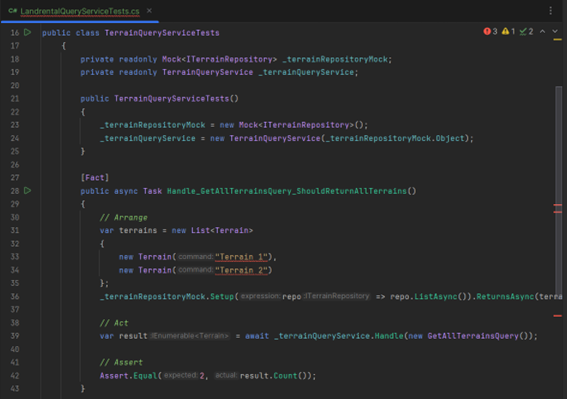 C# LandrentalQueryServiceTests.cs ×
3 1 2
16 public class TerrainQueryServiceTests
17 {
18 private readonly Mock<ITerrainRepository> _terrainRepositoryMock;
19 private readonly TerrainQueryService _terrainQueryService;
20
21 public TerrainQueryServiceTests()
22 {
23 _terrainRepositoryMock = new Mock<ITerrainRepository>();
24 _terrainQueryService = new TerrainQueryService(_terrainRepositoryMock.Object);
25 }
26
27 [Fact]
28 public async Task Handle_GetAllTerrainsQuery_ShouldReturnAllTerrains()
29 {
30 // Arrange
31 var terrains = new List<Terrain>
32 {
33 new Terrain(command:"Terrain 1"),
34 new Terrain(command:"Terrain 2")
35 };
36 _terrainRepositoryMock.Setup(expression:repo:ITerrainRepository => repo.ListAsync()).ReturnsAsync(terra
37
38 // Act
39 var result:IEnumerable<Terrain> = await _terrainQueryService.Handle(new GetAllTerrainsQuery());
40
41 // Assert
42 Assert.Equal(expected:2, actual:result.Count());
43 }